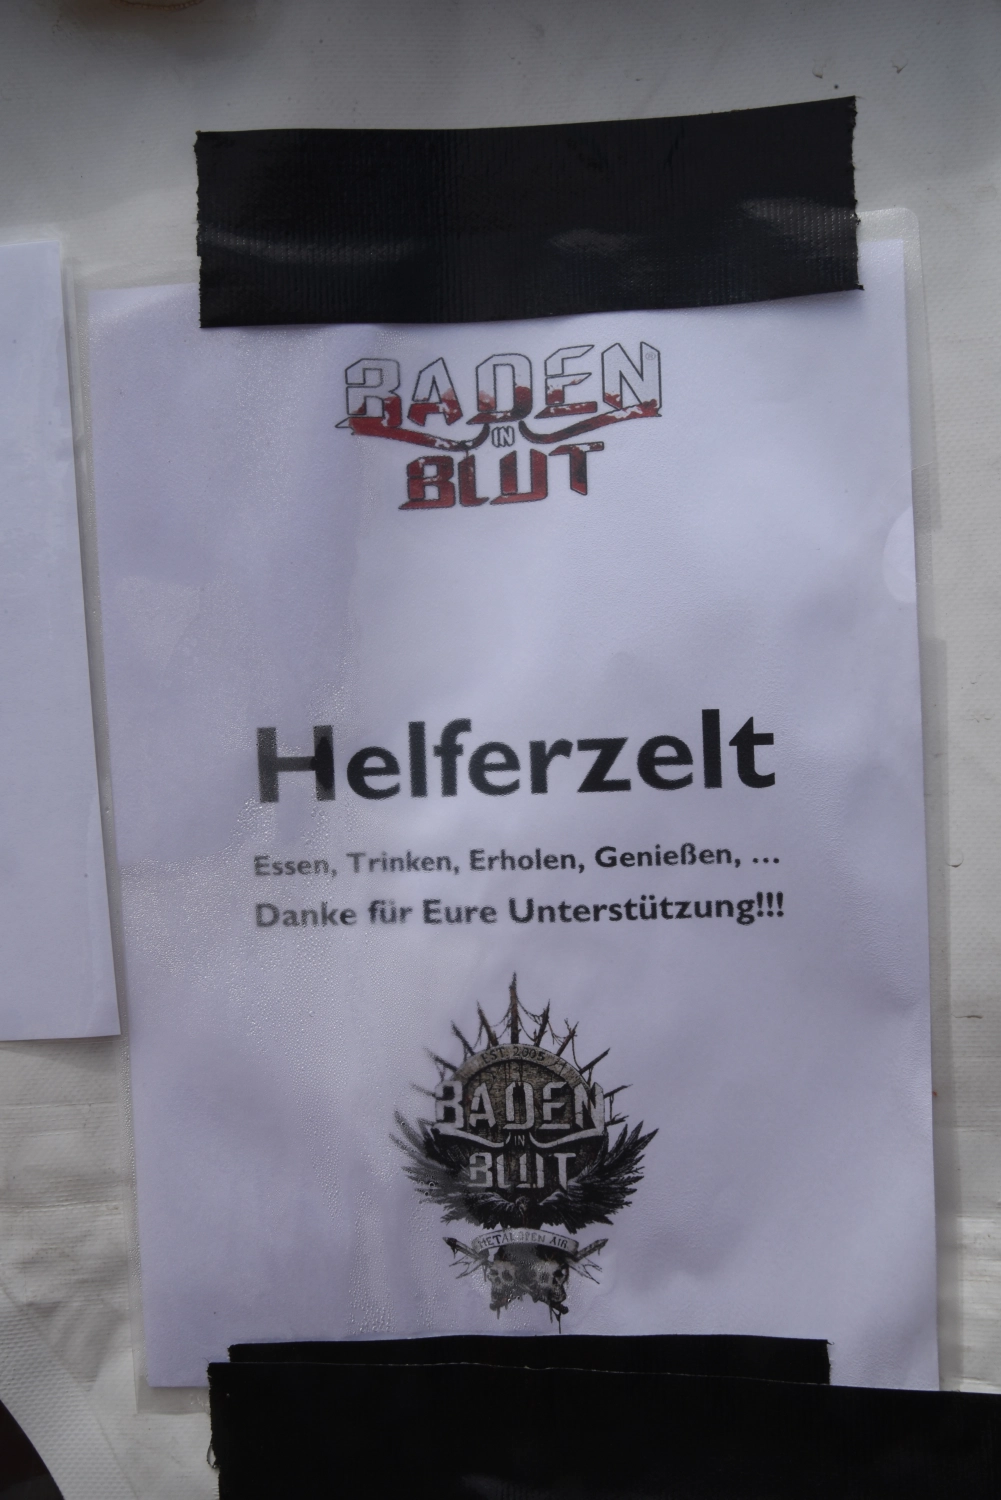 BADEN®
IN
BLUT
Helferzelt
Essen, Trinken, Erholen, Genießen, ...
Danke für Eure Unterstützung!!!
EST. 2005
BADEN
IN
BLUT
METAL OPEN AIR